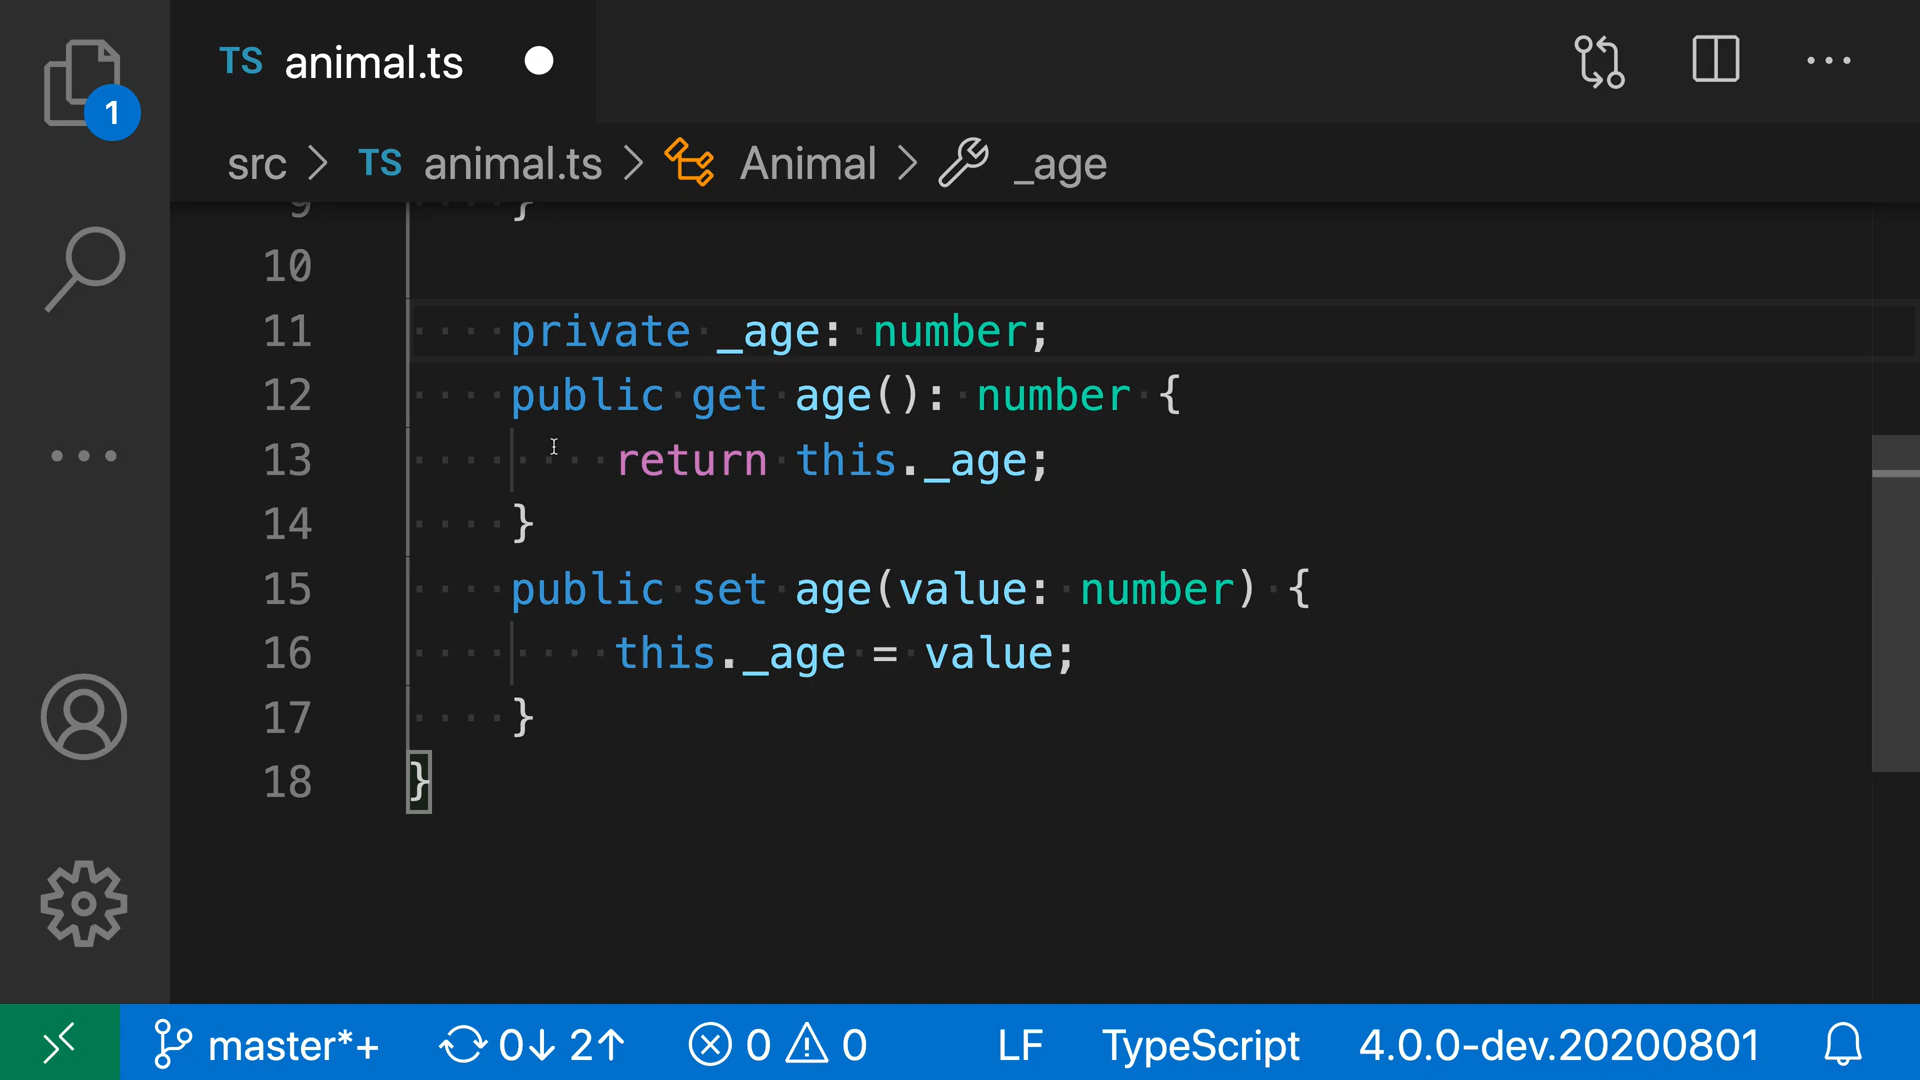 TS animal.ts
1
src > TS animal.ts > Animal > _age
9 }
10
11 private _age: number;
12 public get age(): number {
13 return this._age;
14 }
15 public set age(value: number) {
16 this._age = value;
17 }
18 }
master*+ 0↓ 2↑ 0 0 LF TypeScript 4.0.0-dev.20200801